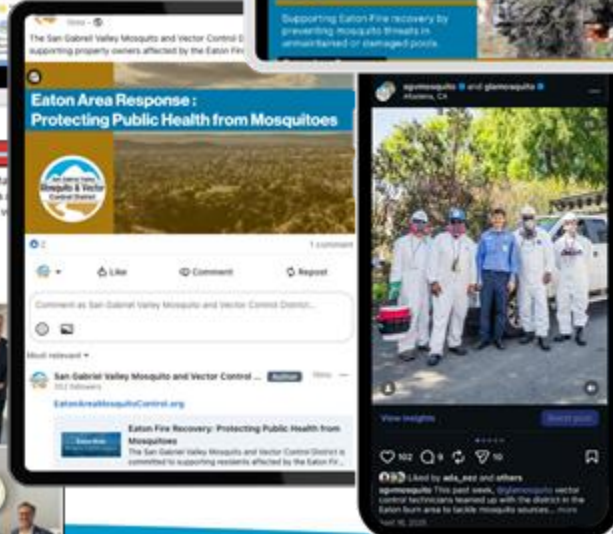 The San Gabriel Valley Mosquito and Vector Control D
supporting property owners affected by the Eaton Fire
Eaton Area Response :
Protecting Public Health from Mosquitoes
San Gabriel Valley
Mosquito & Vector
Control District
2
1 comment
Like
Comment
Repost
Comment as San Gabriel Valley Mosquito and Vector Control District...
Most relevant
San Gabriel Valley Mosquito and Vector Control ...
Author
followers
EatonAreaMosquitoControl.org
Eaton Fire Recovery: Protecting Public Health from
Mosquitoes
The San Gabriel Valley Mosquito and Vector Control District is
committed to supporting residents affected by the Eaton Fir...
Supporting Eaton Fire recovery by
preventing mosquito threats in
unmaintained or damaged pools.
sgvmosquito and glamosquito
Altadena, CA
View insights
Boost post
102
9
10
Liked by ada_eez and others
sgvmosquito This past week, @glamosquito vector
control technicians teamed up with the district in the
Eaton burn area to tackle mosquito sources... more